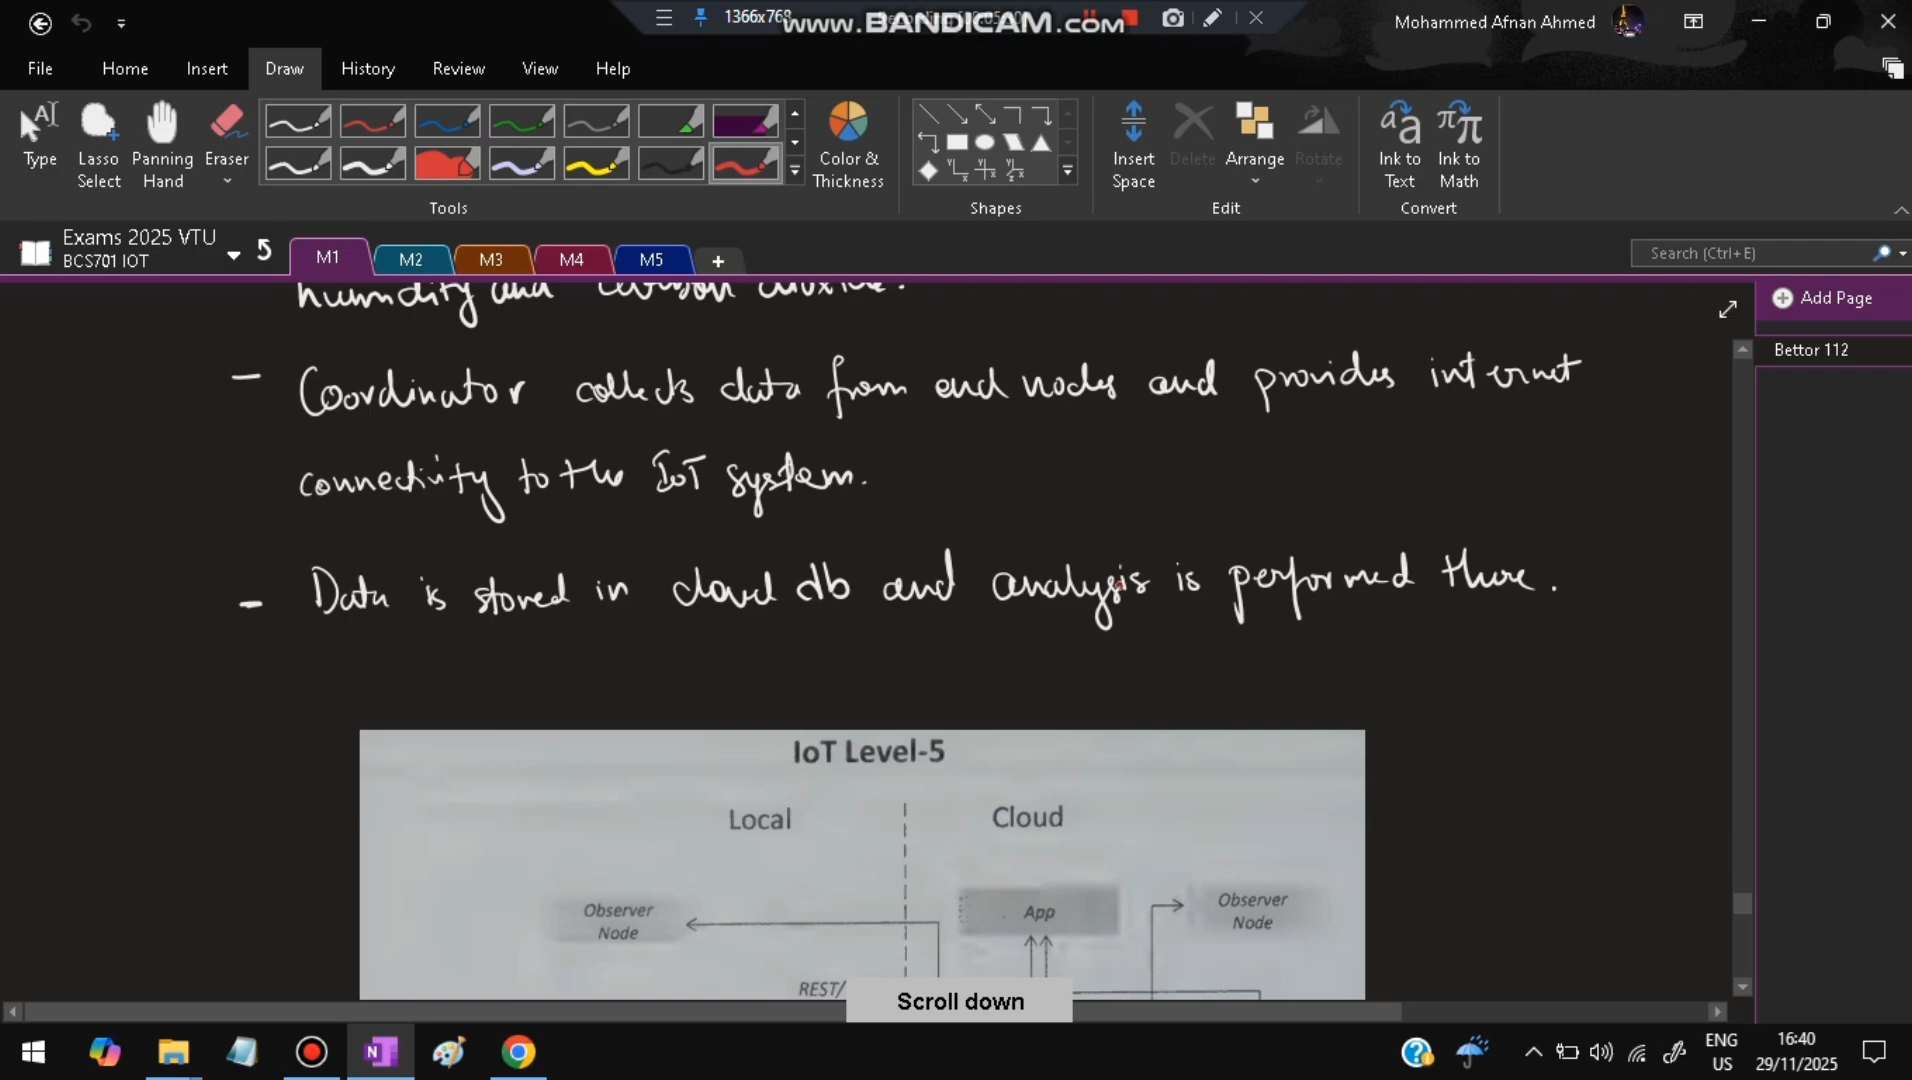 1366x768
www.BANDICAM.com
Mohammed Afnan Ahmed
File Home Insert Draw History Review View Help
Type
Lasso Select
Panning Hand
Eraser
Color & Thickness
Insert Space
Delete
Arrange
Rotate
Ink to Text
Ink to Math
Tools
Shapes
Edit
Convert
Exams 2025 VTU
BCS701 IOT
M1 M2 M3 M4 M5
Search (Ctrl+E)
Add Page
Bettor 112
humidity and carbon dioxide.
- Coordinator collects data from end nodes and provides internet
connectivity to the IoT system.
- Data is stored in cloud db and analysis is performed there.
IoT Level-5
Local Cloud
Observer Node
App
Observer Node
REST/
Scroll down
ENG
US
16:40
29/11/2025